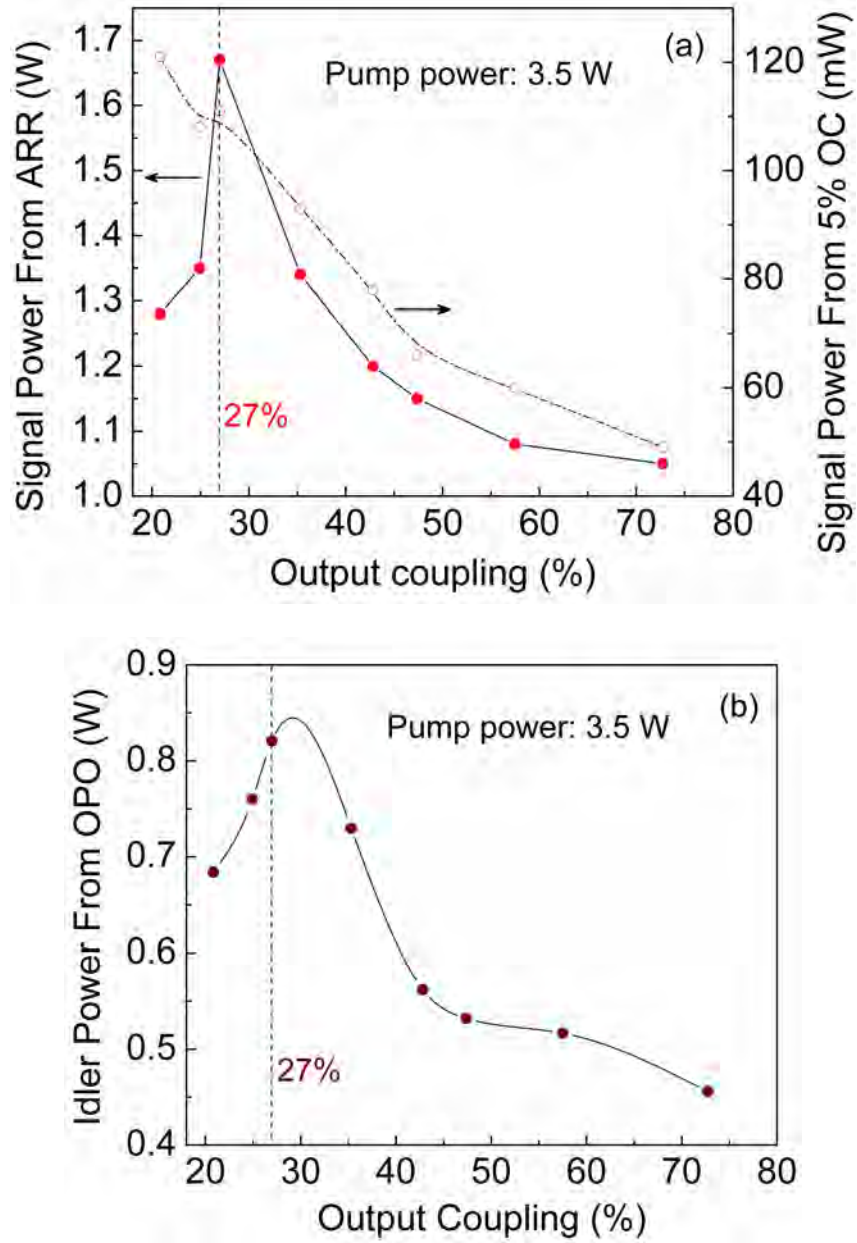 (a)
Pump power: 3.5 W
Signal Power From ARR (W)
1.7
1.6
1.5
1.4
1.3
1.2
1.1
1.0
Signal Power From 5% OC (mW)
120
100
80
60
40
27%
20 30 40 50 60 70 80
Output coupling (%)
(b)
Pump power: 3.5 W
Idler Power From OPO (W)
0.9
0.8
0.7
0.6
0.5
0.4
27%
20 30 40 50 60 70 80
Output Coupling (%)